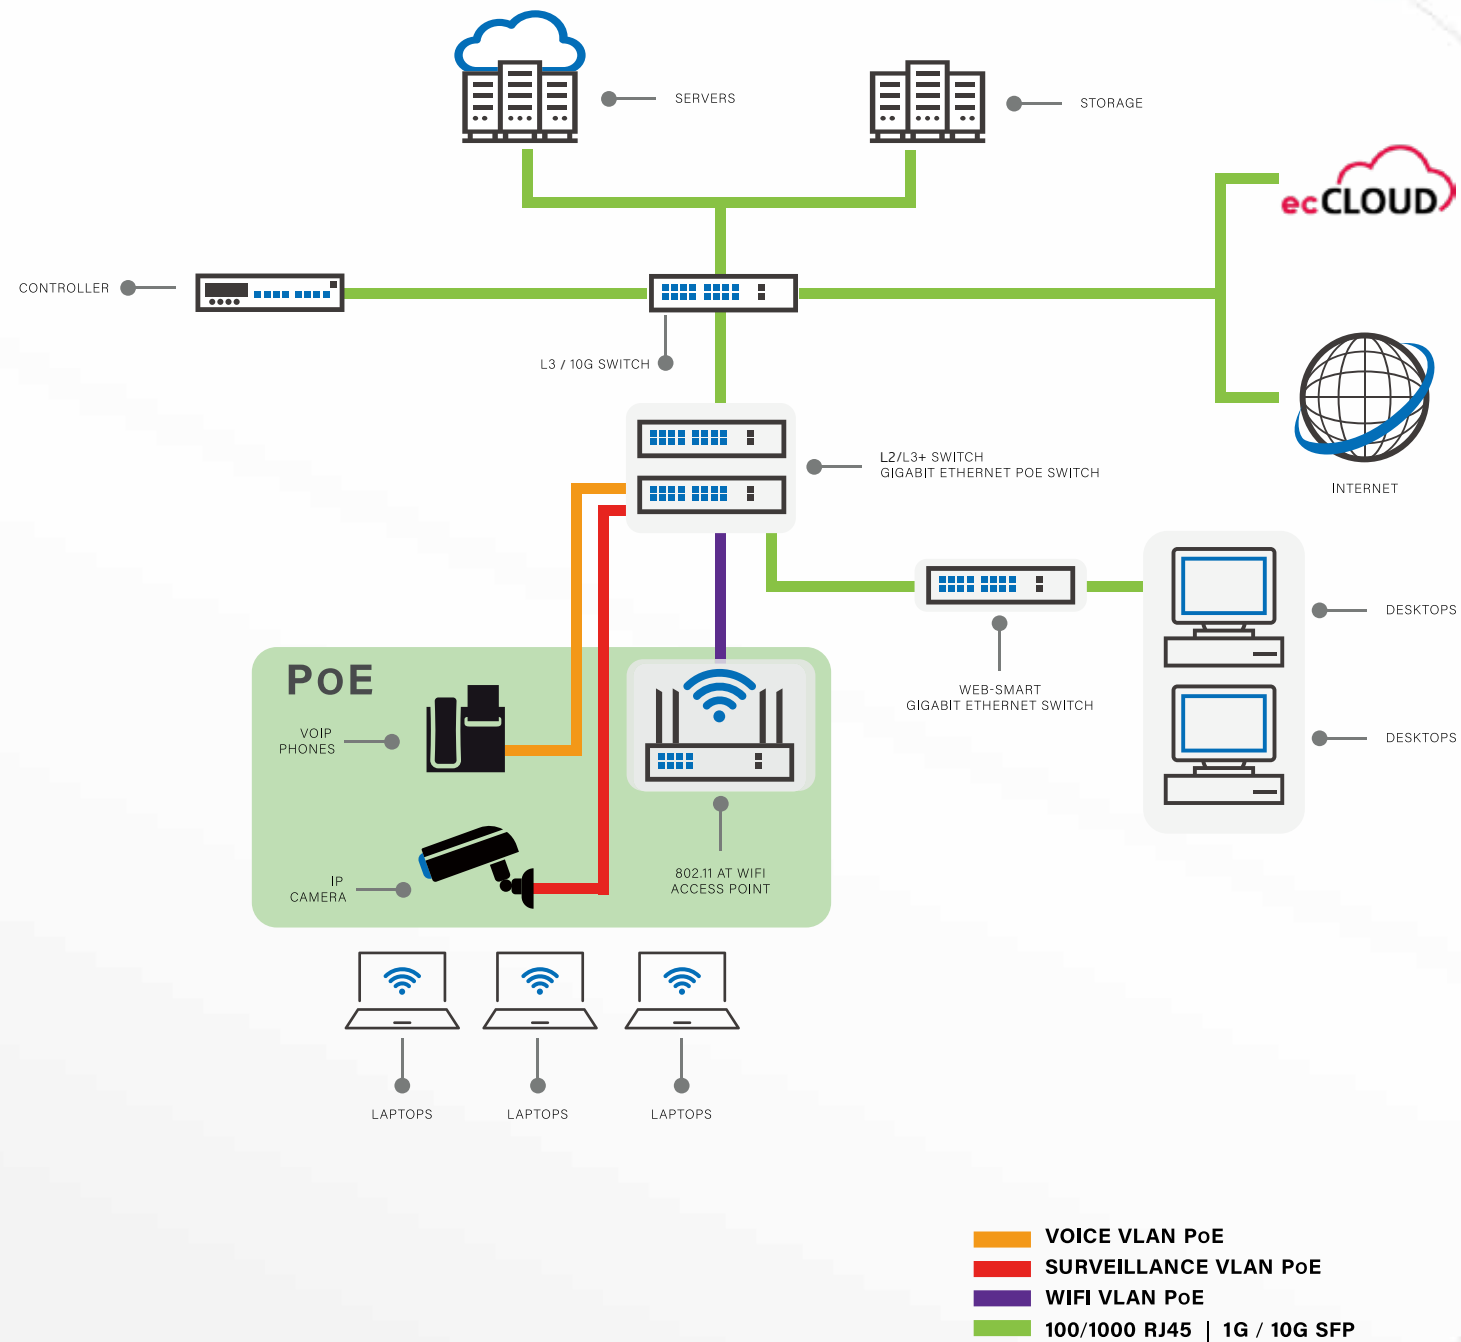 SERVERS
STORAGE
ecCLOUD
CONTROLLER
L3 / 10G SWITCH
L2/L3+ SWITCH
GIGABIT ETHERNET POE SWITCH
INTERNET
DESKTOPS
WEB-SMART
GIGABIT ETHERNET SWITCH
DESKTOPS
PoE
VOIP
PHONES
802.11 AT WIFI
ACCESS POINT
IP
CAMERA
LAPTOPS
LAPTOPS
LAPTOPS
VOICE VLAN PoE
SURVEILLANCE VLAN PoE
WIFI VLAN PoE
100/1000 RJ45 | 1G / 10G SFP